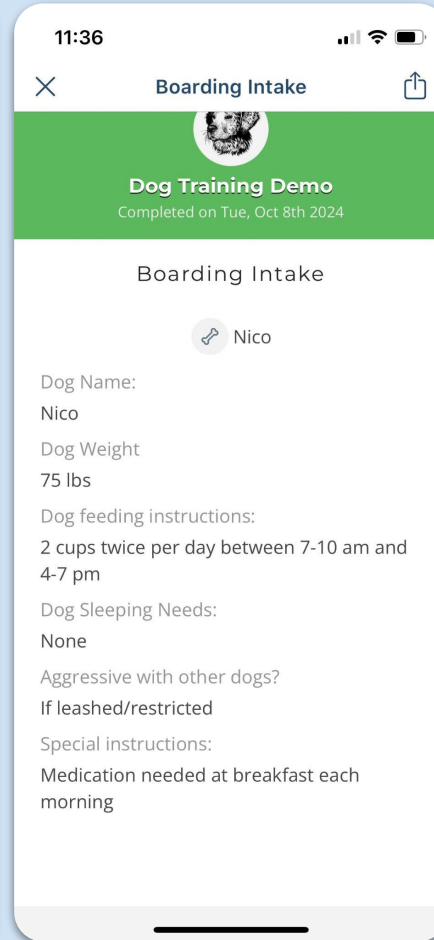 11:36
Boarding Intake
Dog Training Demo
Completed on Tue, Oct 8th 2024
Boarding Intake
Nico
Dog Name:
Nico
Dog Weight
75 lbs
Dog feeding instructions:
2 cups twice per day between 7-10 am and
4-7 pm
Dog Sleeping Needs:
None
Aggressive with other dogs?
If leashed/restricted
Special instructions:
Medication needed at breakfast each
morning